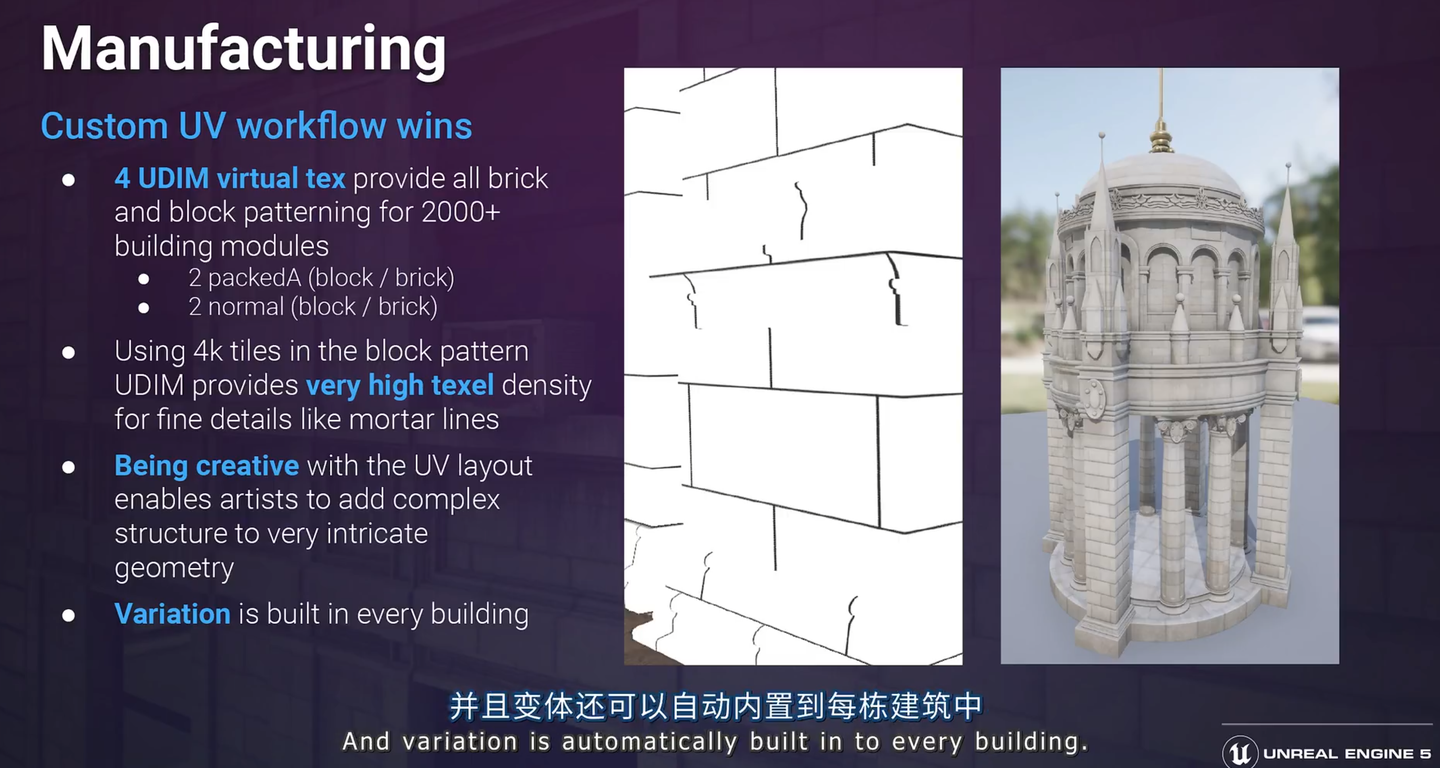 Manufacturing
Custom UV workflow wins
● 4 UDIM virtual tex provide all brick
and block patterning for 2000+
building modules
● 2 packedA (block / brick)
● 2 normal (block / brick)
● Using 4k tiles in the block pattern
UDIM provides very high texel density
for fine details like mortar lines
● Being creative with the UV layout
enables artists to add complex
structure to very intricate
geometry
● Variation is built in every building
并且变体还可以自动内置到每栋建筑中
And variation is automatically built in to every building.
UNREAL ENGINE 5